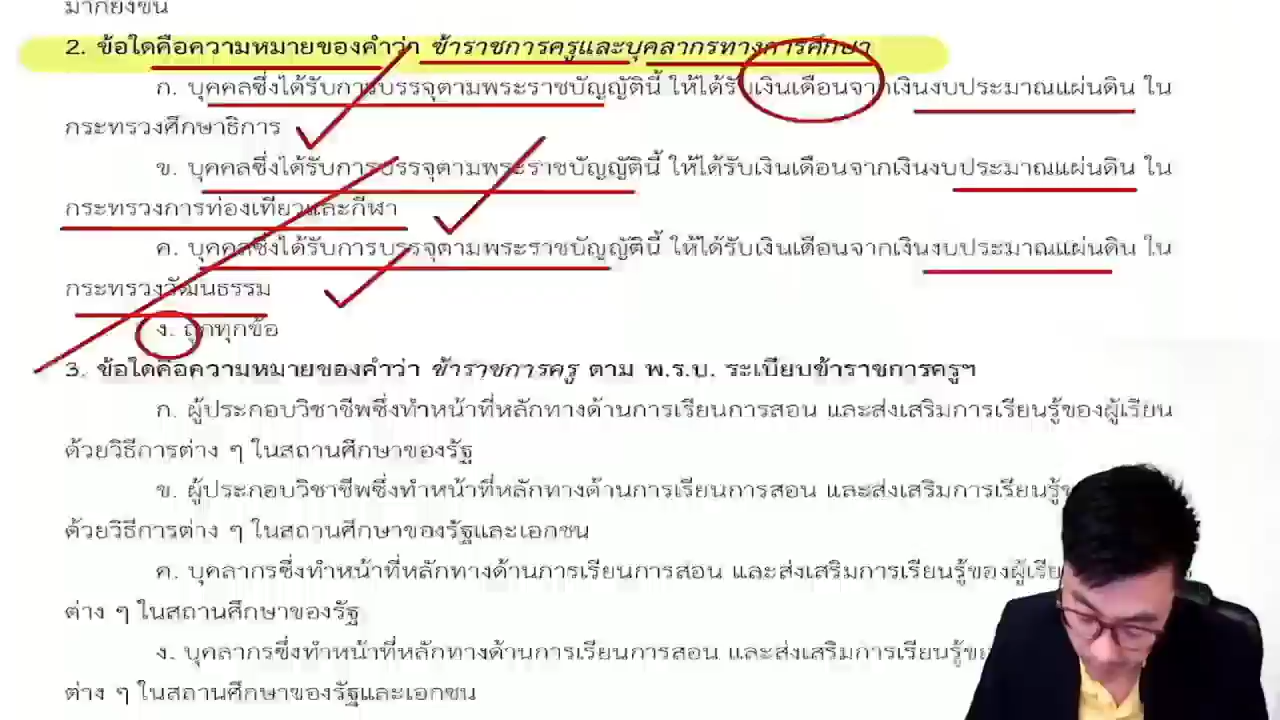 มากยิ่งขึ้น
2. ข้อใดคือความหมายของคำว่า ข้าราชการครูและบุคลากรทางการศึกษา
ก. บุคคลซึ่งได้รับการบรรจุตามพระราชบัญญัตินี้ ให้ได้รับเงินเดือนจากเงินงบประมาณแผ่นดิน ใน
กระทรวงศึกษาธิการ
ข. บุคคลซึ่งได้รับการบรรจุตามพระราชบัญญัตินี้ ให้ได้รับเงินเดือนจากเงินงบประมาณแผ่นดิน ใน
กระทรวงการท่องเที่ยวและกีฬา
ค. บุคคลซึ่งได้รับการบรรจุตามพระราชบัญญัตินี้ ให้ได้รับเงินเดือนจากเงินงบประมาณแผ่นดิน ใน
กระทรวงวัฒนธรรม
ง. ถูกทุกข้อ
3. ข้อใดคือความหมายของคำว่า ข้าราชการครู ตาม พ.ร.บ. ระเบียบข้าราชการครูฯ
ก. ผู้ประกอบวิชาชีพซึ่งทำหน้าที่หลักทางด้านการเรียนการสอน และส่งเสริมการเรียนรู้ของผู้เรียน
ด้วยวิธีการต่าง ๆ ในสถานศึกษาของรัฐ
ข. ผู้ประกอบวิชาชีพซึ่งทำหน้าที่หลักทางด้านการเรียนการสอน และส่งเสริมการเรียนรู้
ด้วยวิธีการต่าง ๆ ในสถานศึกษาของรัฐและเอกชน
ค. บุคลากรซึ่งทำหน้าที่หลักทางด้านการเรียนการสอน และส่งเสริมการเรียนรู้ของผู้เรีย
ต่าง ๆ ในสถานศึกษาของรัฐ
ง. บุคลากรซึ่งทำหน้าที่หลักทางด้านการเรียนการสอน และส่งเสริมการเรียนรู้ข
ต่าง ๆ ในสถานศึกษาของรัฐและเอกชน